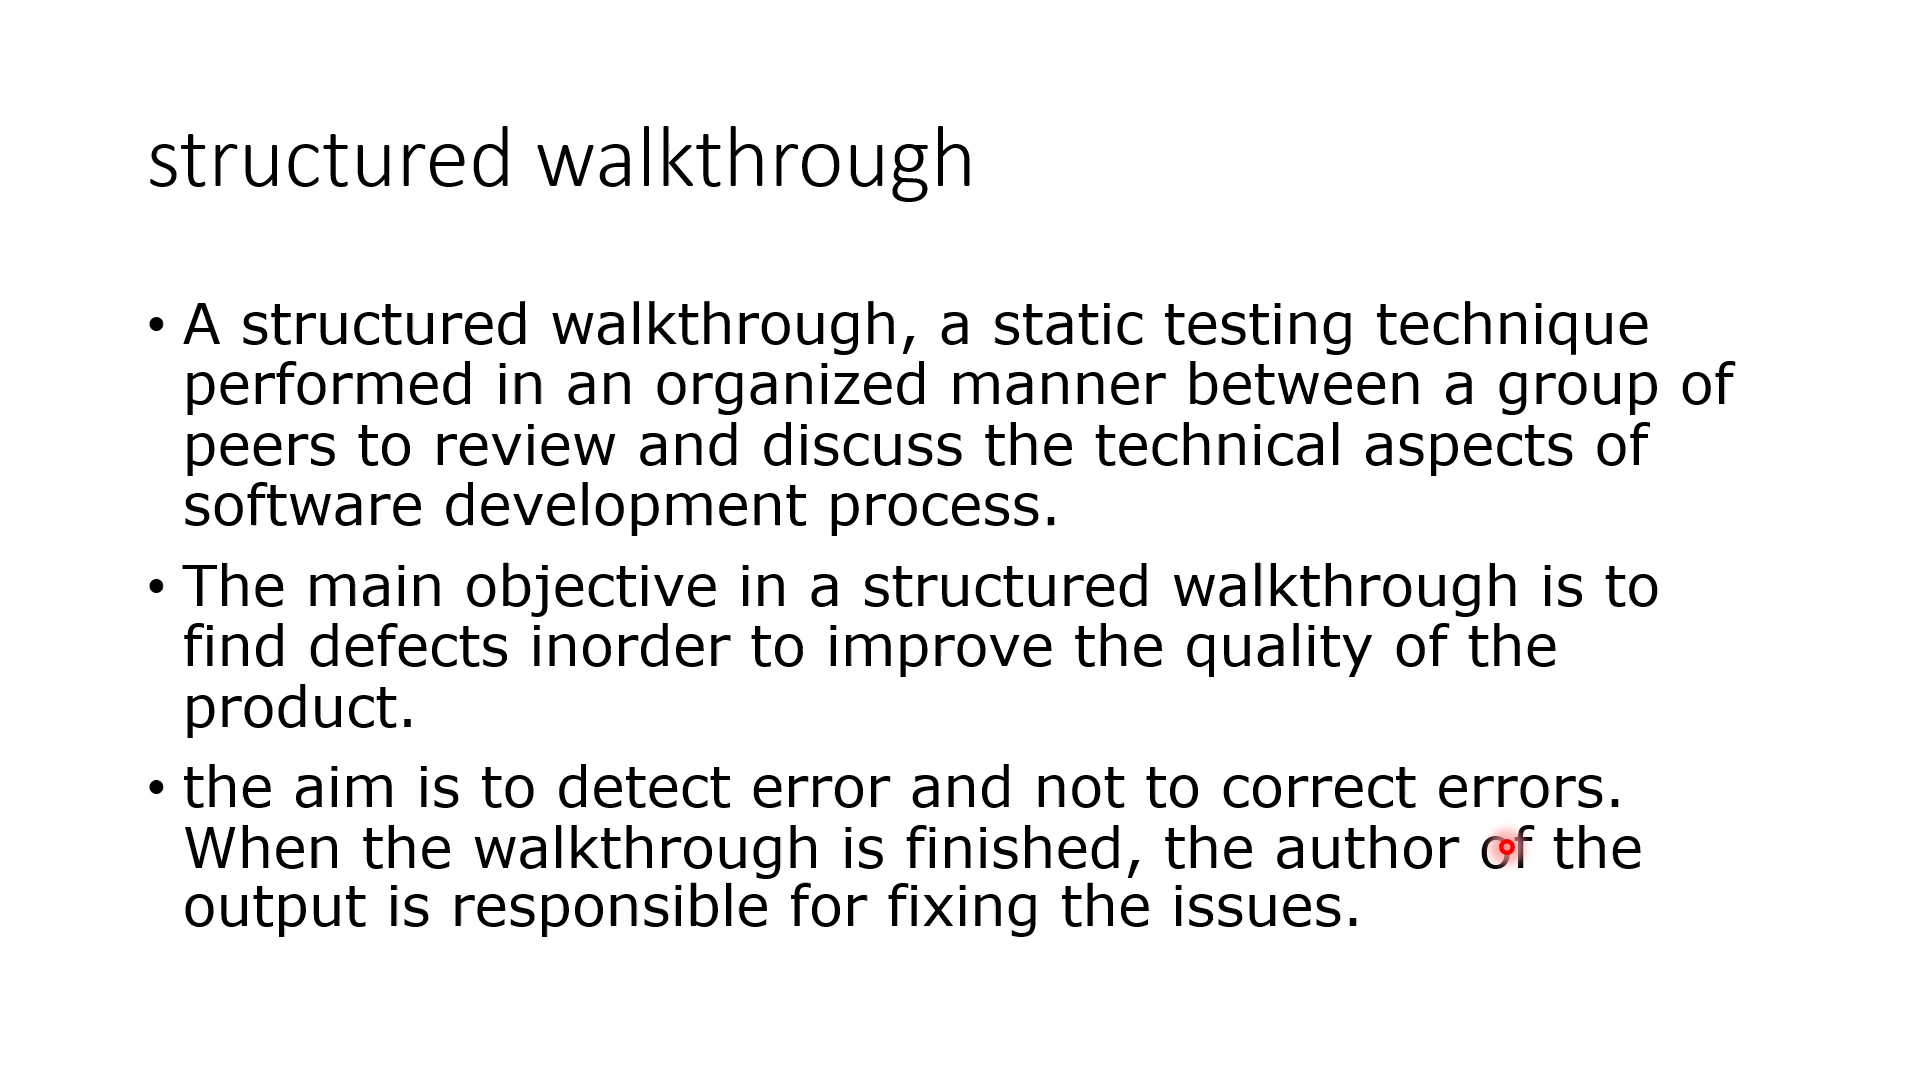 structured walkthrough
• A structured walkthrough, a static testing technique
performed in an organized manner between a group of
peers to review and discuss the technical aspects of
software development process.
• The main objective in a structured walkthrough is to
find defects inorder to improve the quality of the
product.
• the aim is to detect error and not to correct errors.
When the walkthrough is finished, the author of the
output is responsible for fixing the issues.